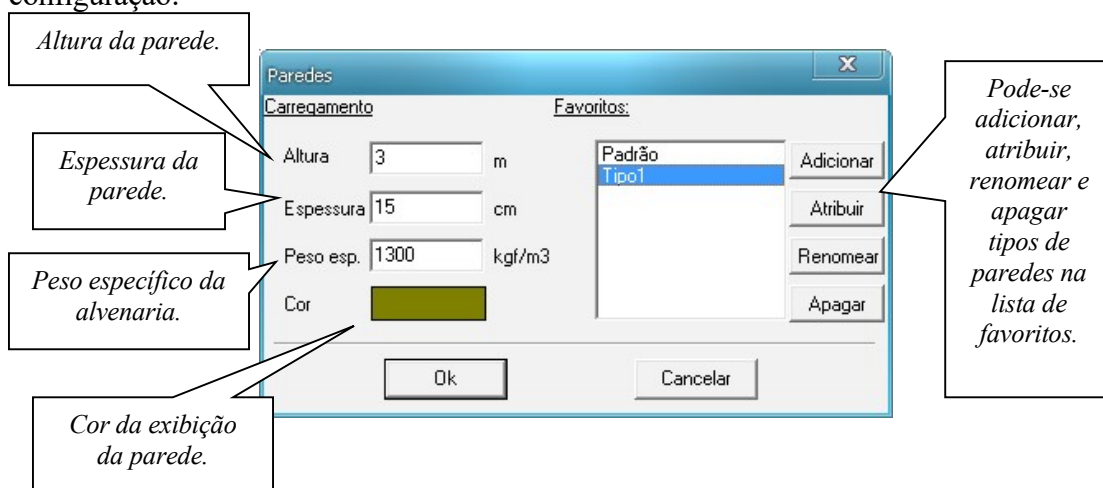 configuração.
Altura da parede.
Espessura da
parede.
Peso específico da
alvenaria.
Cor da exibição
da parede.
Paredes
Carregamento
Altura 3 m
Espessura 15 cm
Peso esp. 1300 kgf/m3
Cor
Favoritos:
Padrão
Tipo1
Adicionar
Atribuir
Renomear
Apagar
Ok
Cancelar
Pode-se
adicionar,
atribuir,
renomear e
apagar
tipos de
paredes na
lista de
favoritos.